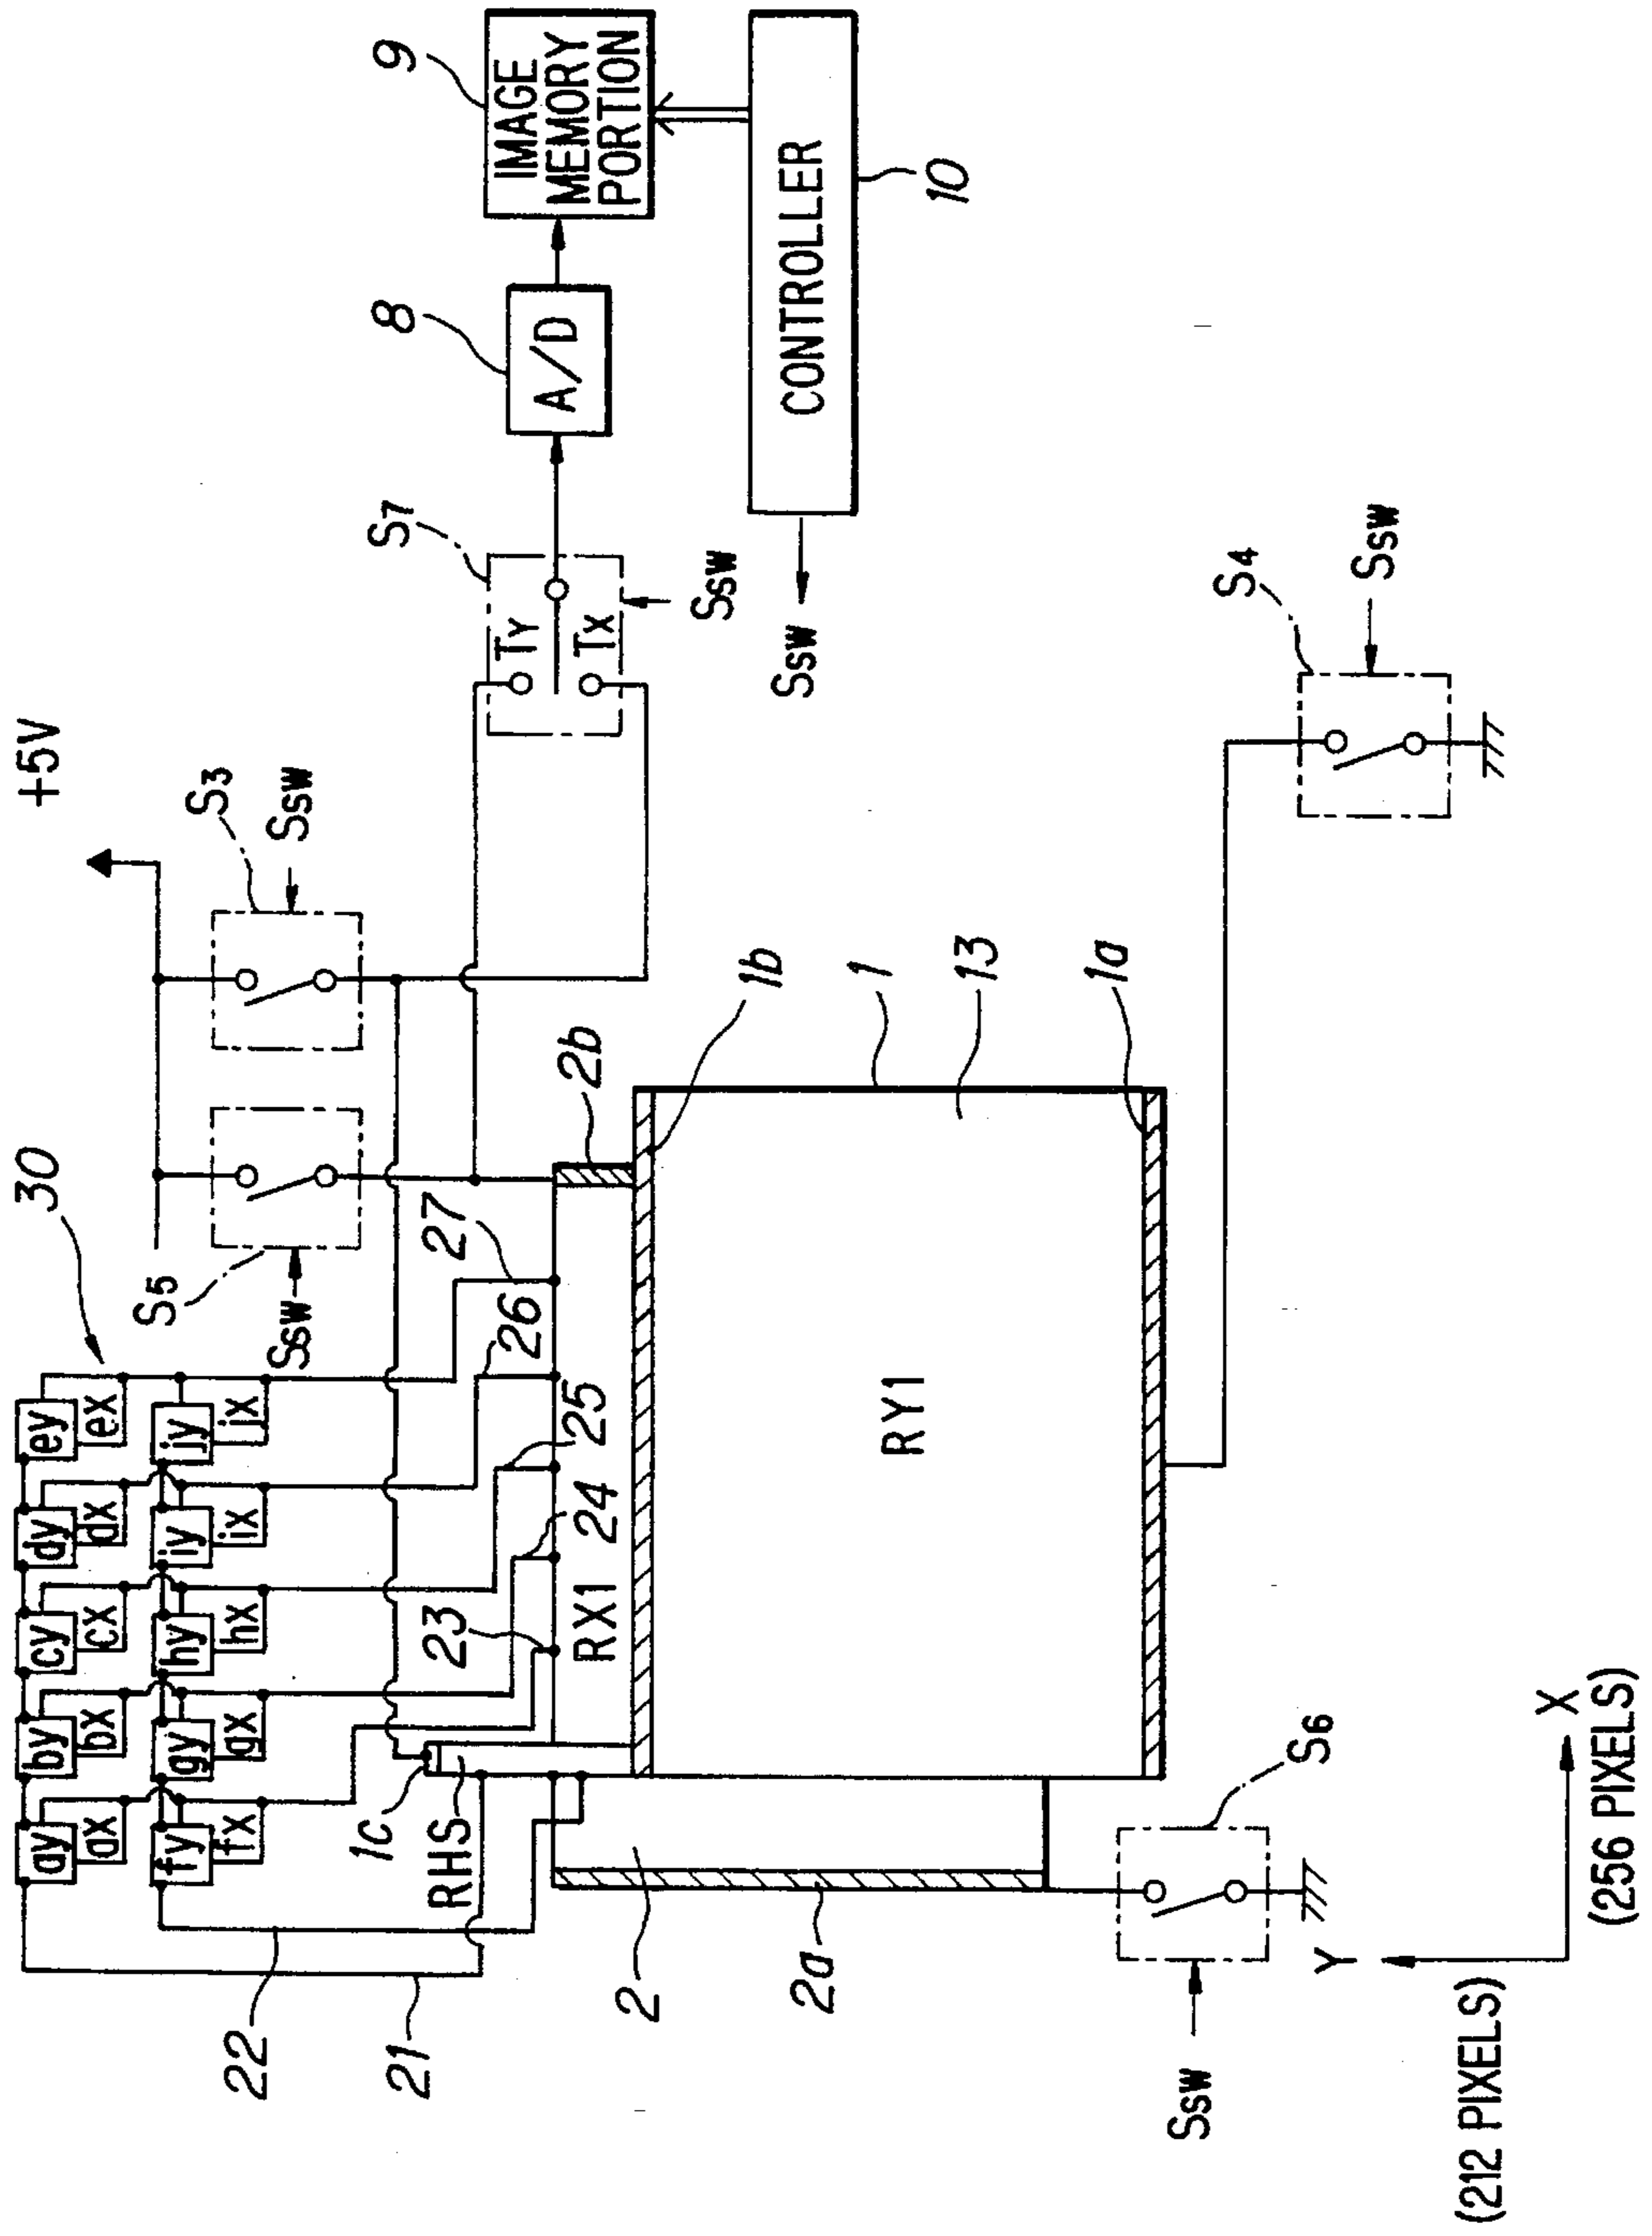 30
+5V
S5
S3
Ssw
Ssw
ay
by
cy
dy
ey
ax
bx
cx
dx
ex
fy
gy
hy
iy
jy
fx
gx
hx
ix
jx
22
21
1c
RHS
23
24
25
26
27
2b
RX1
S7
TY
TX
Ssw
8
A/D
9
IMAGE
MEMORY
PORTION
Ssw
CONTROLLER
10
1b
1
13
1a
RY1
2
2a
S6
Ssw
S4
Ssw
Y
(212 PIXELS)
X
(256 PIXELS)